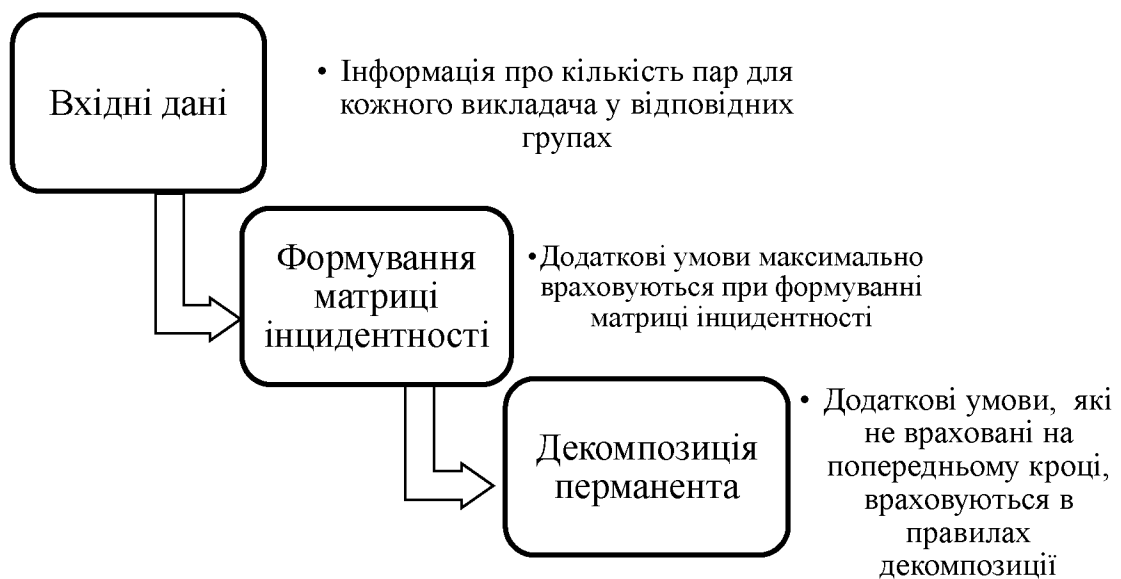 Вхідні дані
• Інформація про кількість пар для
кожного викладача у відповідних
групах
Формування
матриці
інцидентності
•Додаткові умови максимально
враховуються при формуванні
матриці інцидентності
Декомпозиція
перманента
• Додаткові умови, які
не враховані на
попередньому кроці,
враховуються в
правилах
декомпозиції